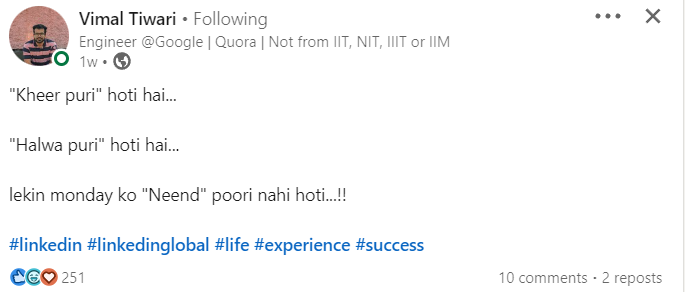 Vimal Tiwari • Following
Engineer @Google | Quora | Not from IIT, NIT, IIIT or IIM
1w •
"Kheer puri" hoti hai...
"Halwa puri" hoti hai...
lekin monday ko "Neend" poori nahi hoti...!!
#linkedin #linkedinglobal #life #experience #success
251
10 comments • 2 reposts